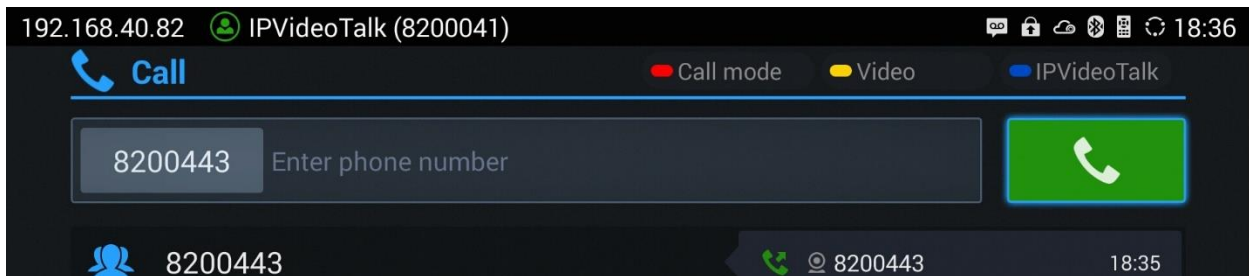 192.168.40.82 IPVideoTalk (8200041) 18:36
Call Call mode Video IPVideoTalk
8200443 Enter phone number
8200443 8200443 18:35